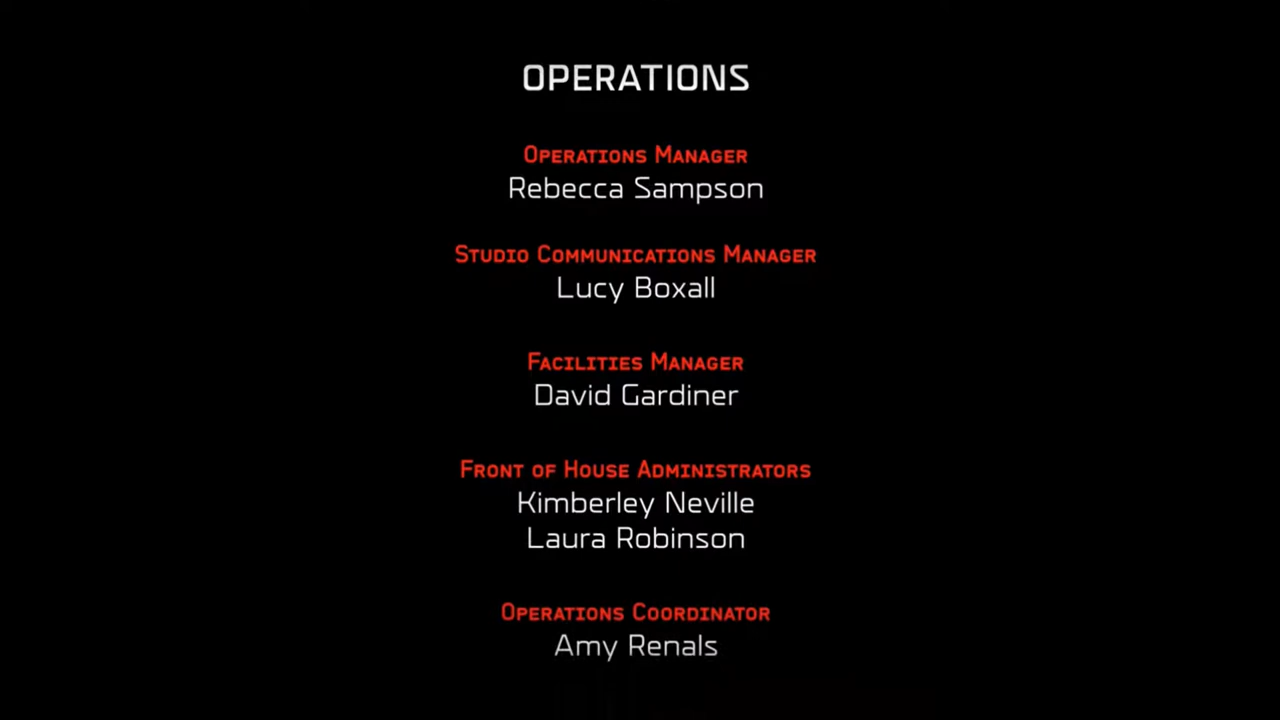 OPERATIONS
Operations Manager
Rebecca Sampson
Studio Communications Manager
Lucy Boxall
Facilities Manager
David Gardiner
Front of House Administrators
Kimberley Neville
Laura Robinson
Operations Coordinator
Amy Renals